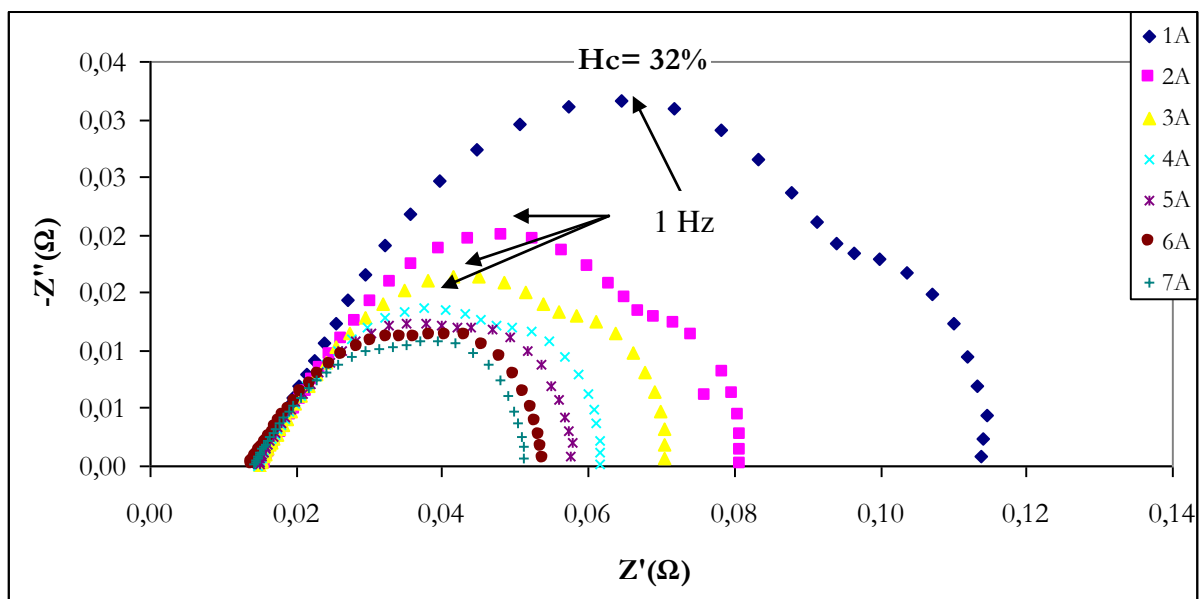 Hc= 32%
0,04
0,03
0,03
0,02
0,02
0,01
0,01
0,00
-Z"(Ω)
1 Hz
0,00 0,02 0,04 0,06 0,08 0,10 0,12 0,14
Z'(Ω)
1A
2A
3A
4A
5A
6A
7A